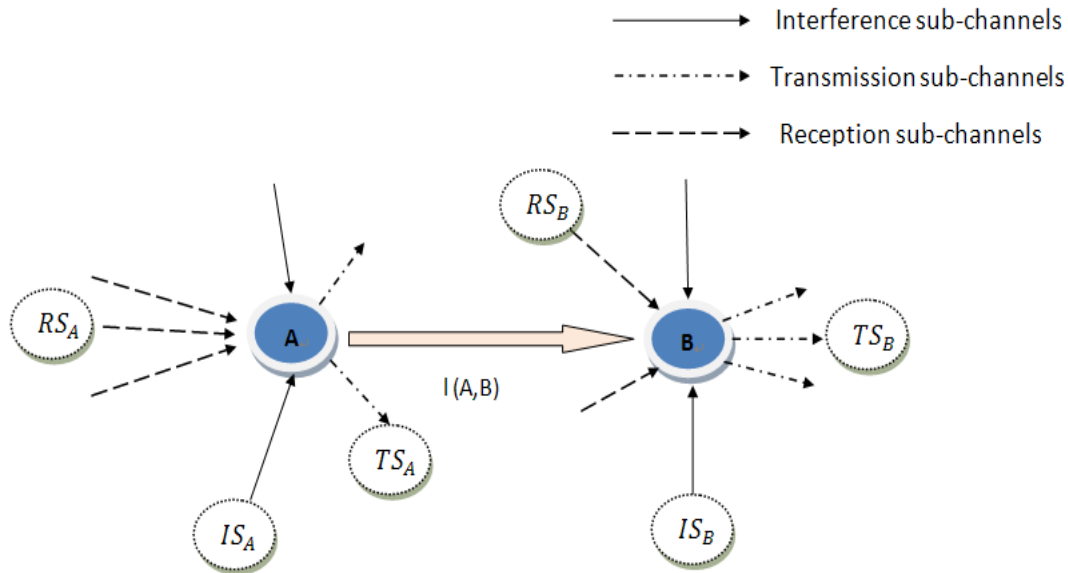 Interference sub-channels
Transmission sub-channels
Reception sub-channels
RS_B
RS_A
A
B
TS_B
l (A,B)
TS_A
IS_A
IS_B